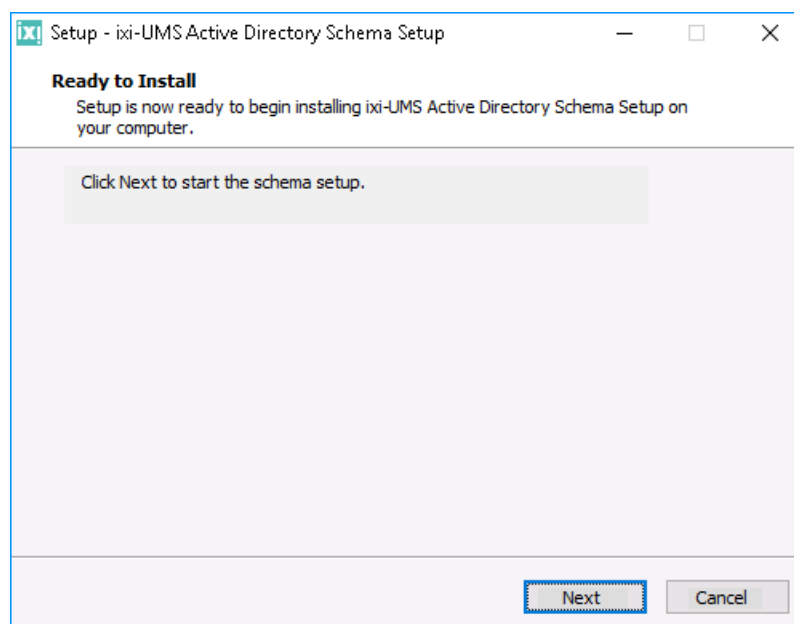 ixi Setup - ixi-UMS Active Directory Schema Setup
Ready to Install
Setup is now ready to begin installing ixi-UMS Active Directory Schema Setup on
your computer.
Click Next to start the schema setup.
Next Cancel